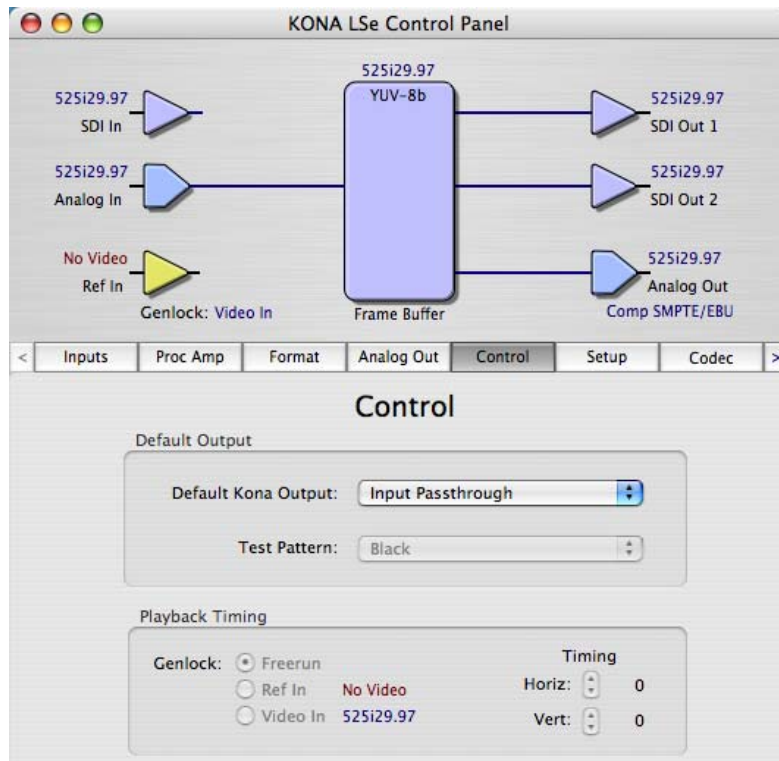 KONA LSe Control Panel
525i29.97
YUV-8b
525i29.97
SDI In
525i29.97
SDI Out 1
525i29.97
Analog In
525i29.97
SDI Out 2
No Video
Ref In
525i29.97
Analog Out
Genlock: Video In
Frame Buffer
Comp SMPTE/EBU
< Inputs Proc Amp Format Analog Out Control Setup Codec >
Control
Default Output
Default Kona Output: Input Passthrough
Test Pattern: Black
Playback Timing
Genlock: Freerun
Timing
Ref In No Video
Horiz: 0
Video In 525i29.97
Vert: 0